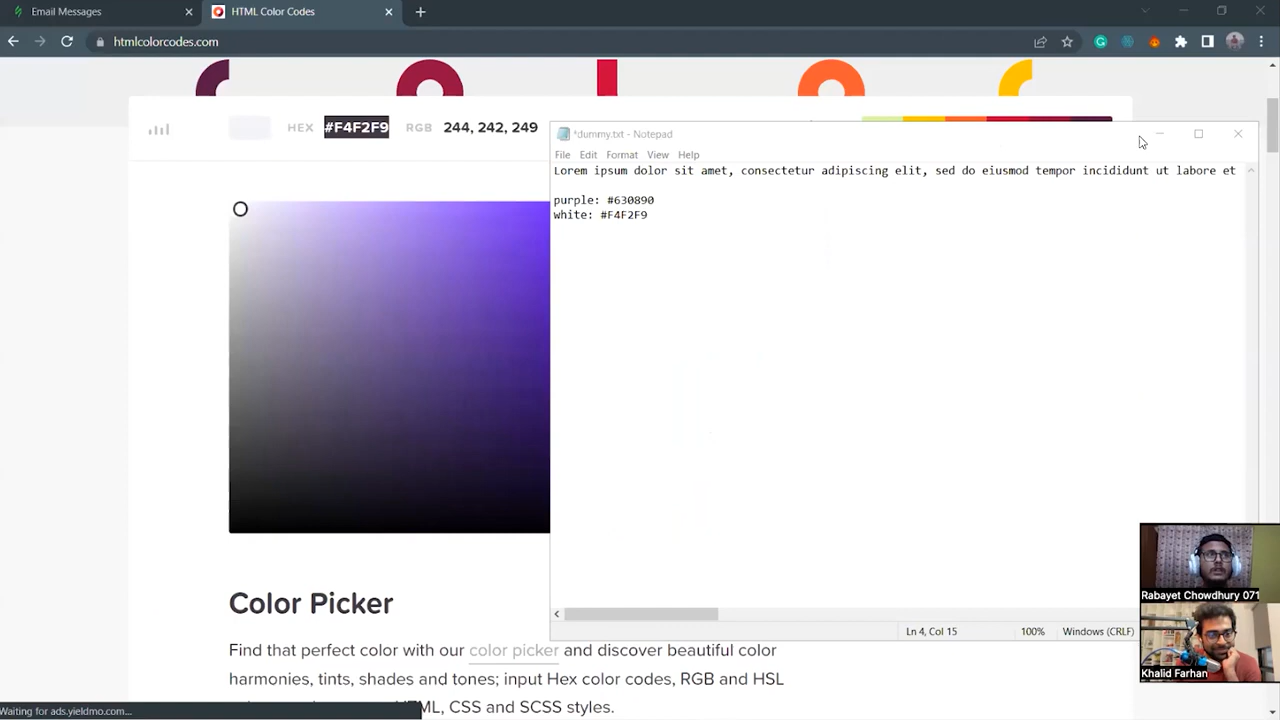 Email Messages
HTML Color Codes
htmlcolorcodes.com
HEX #F4F2F9 RGB 244, 242, 249
*dummy.txt - Notepad
File Edit Format View Help
Lorem ipsum dolor sit amet, consectetur adipiscing elit, sed do eiusmod tempor incididunt ut labore et
purple: #630890
white: #F4F2F9
Ln 4, Col 15 100% Windows (CRLF)
Color Picker
Find that perfect color with our color picker and discover beautiful color
harmonies, tints, shades and tones; input Hex color codes, RGB and HSL
HTML, CSS and SCSS styles.
Waiting for ads.yieldmo.com...
Rabayet Chowdhury 071
Khalid Farhan